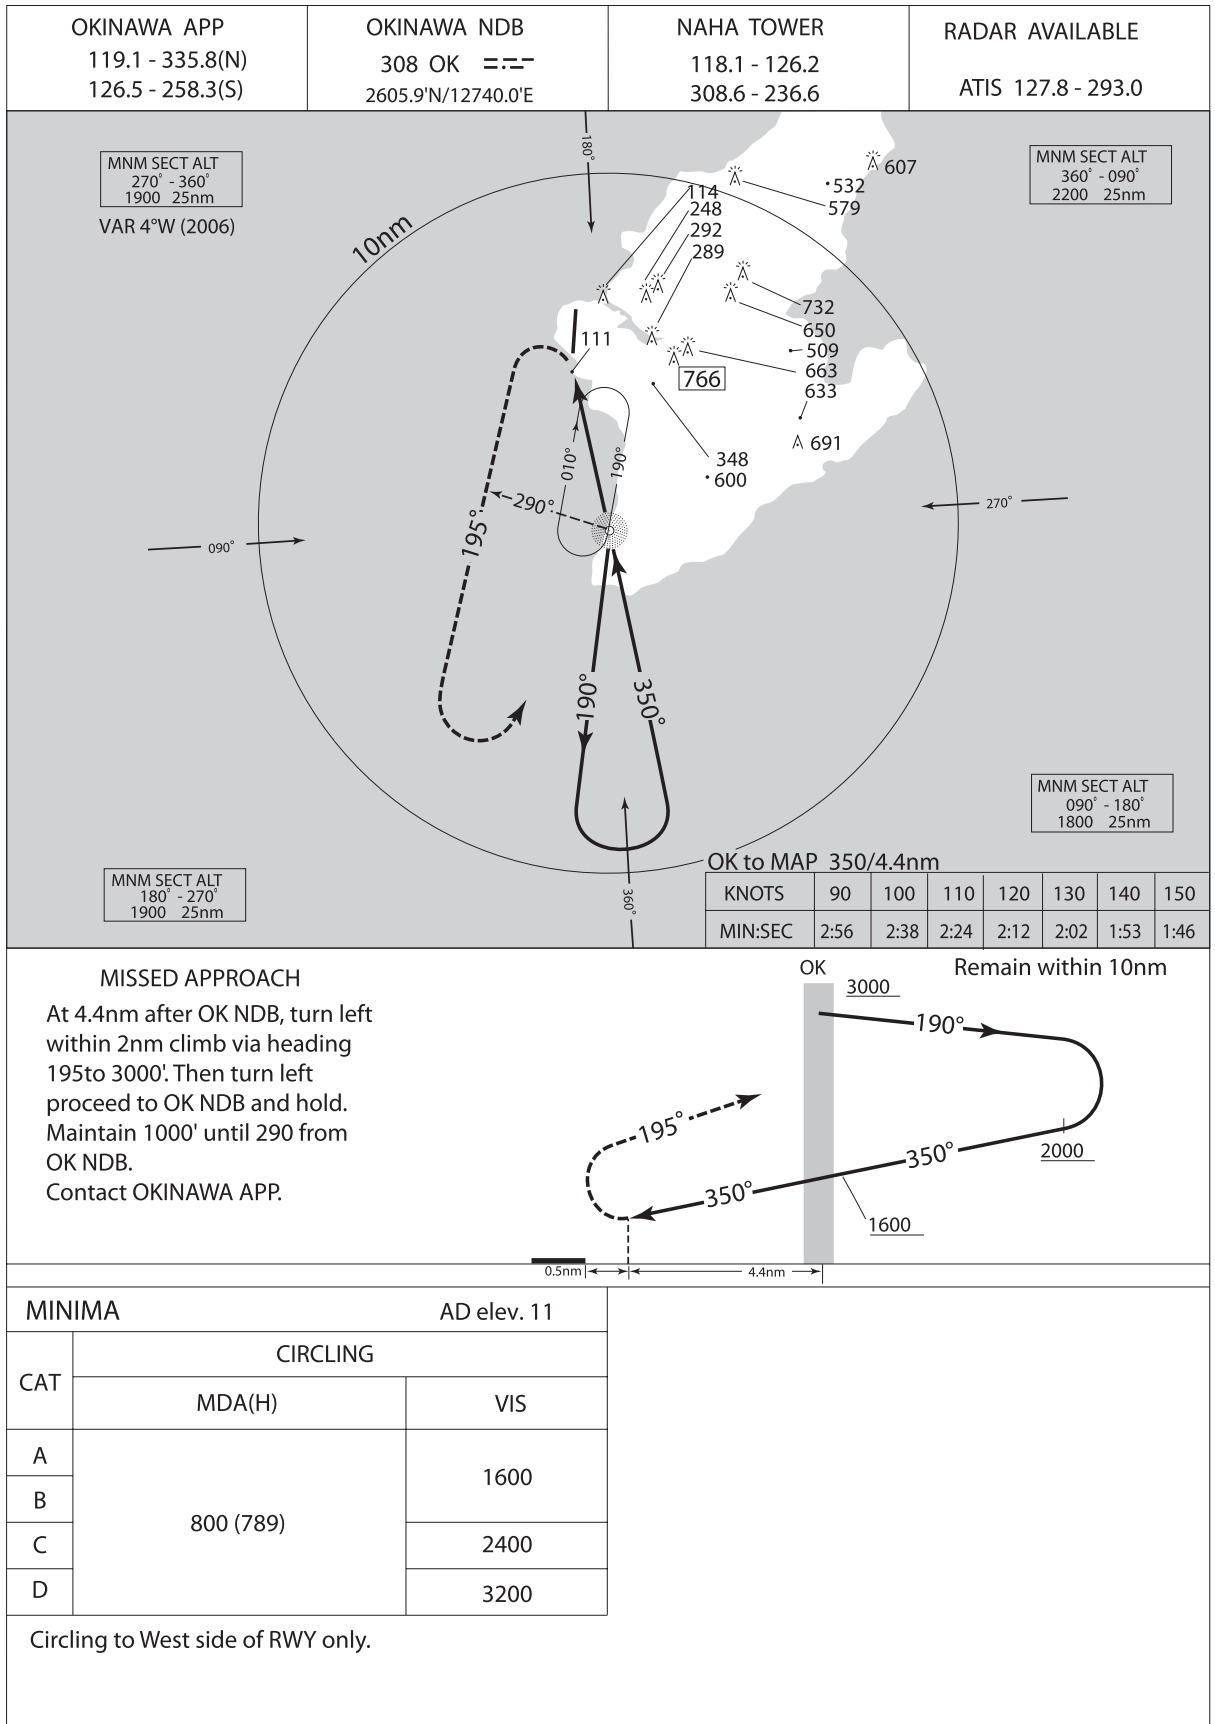 OKINAWA APP
119.1 - 335.8(N)
126.5 - 258.3(S)
OKINAWA NDB
308 OK
2605.9'N/12740.0'E
NAHA TOWER
118.1 - 126.2
308.6 - 236.6
RADAR AVAILABLE
ATIS 127.8 - 293.0
MNM SECT ALT
270° - 360°
1900 25nm
VAR 4°W (2006)
10nm
180°
MNM SECT ALT
360° - 090°
2200 25nm
607
532
579
114
248
292
289
732
650
509
663
633
111
766
691
348
600
010°
190°
290°
195°
090°
270°
190°
350°
360°
MNM SECT ALT
090° - 180°
1800 25nm
MNM SECT ALT
180° - 270°
1900 25nm
OK to MAP 350/4.4nm
KNOTS 90 100 110 120 130 140 150
MIN:SEC 2:56 2:38 2:24 2:12 2:02 1:53 1:46
MISSED APPROACH
At 4.4nm after OK NDB, turn left
within 2nm climb via heading
195to 3000'. Then turn left
proceed to OK NDB and hold.
Maintain 1000' until 290 from
OK NDB.
Contact OKINAWA APP.
OK
Remain within 10nm
3000
190°
195°
350°
2000
350°
1600
0.5nm
4.4nm
MINIMA AD elev. 11
CAT
CIRCLING
MDA(H) VIS
A
B
C
D
800 (789)
1600
2400
3200
Circling to West side of RWY only.